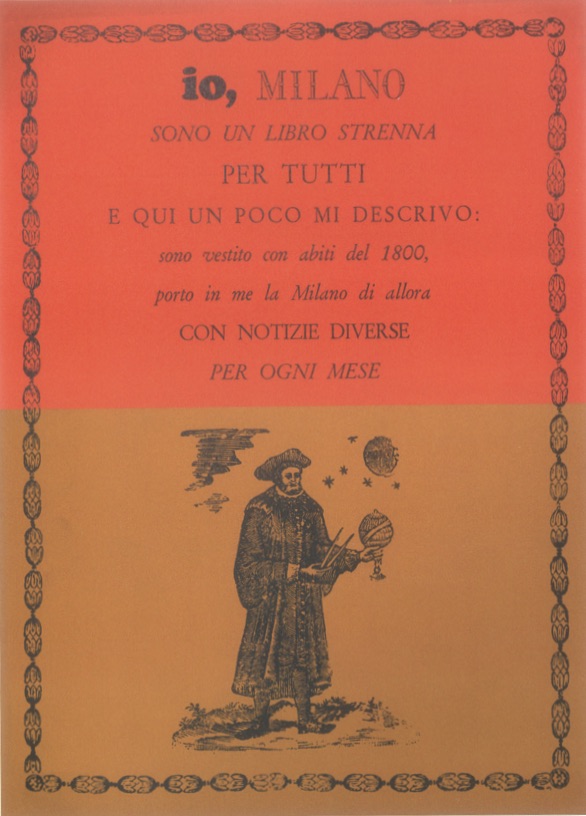 io, MILANO
SONO UN LIBRO STRENNA
PER TUTTI
E QUI UN POCO MI DESCRIVO:
sono vestito con abiti del 1800,
porto in me la Milano di allora
CON NOTIZIE DIVERSE
PER OGNI MESE